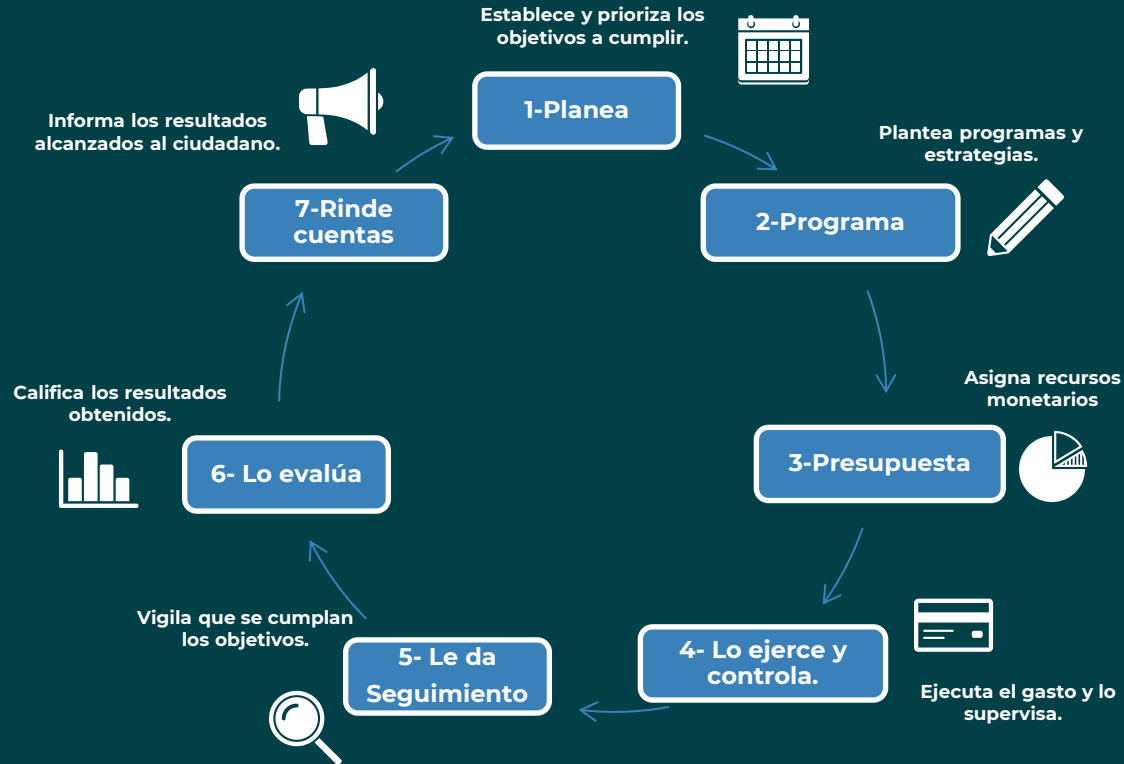 Establece y prioriza los
objetivos a cumplir.
1-Planea
Plantea programas y
estrategias.
2-Programa
Asigna recursos
monetarios
3-Presupuesta
4- Lo ejerce y
controla.
Ejecuta el gasto y lo
supervisa.
Vigila que se cumplan
los objetivos.
5- Le da
Seguimiento
Califica los resultados
obtenidos.
6- Lo evalúa
Informa los resultados
alcanzados al ciudadano.
7-Rinde
cuentas